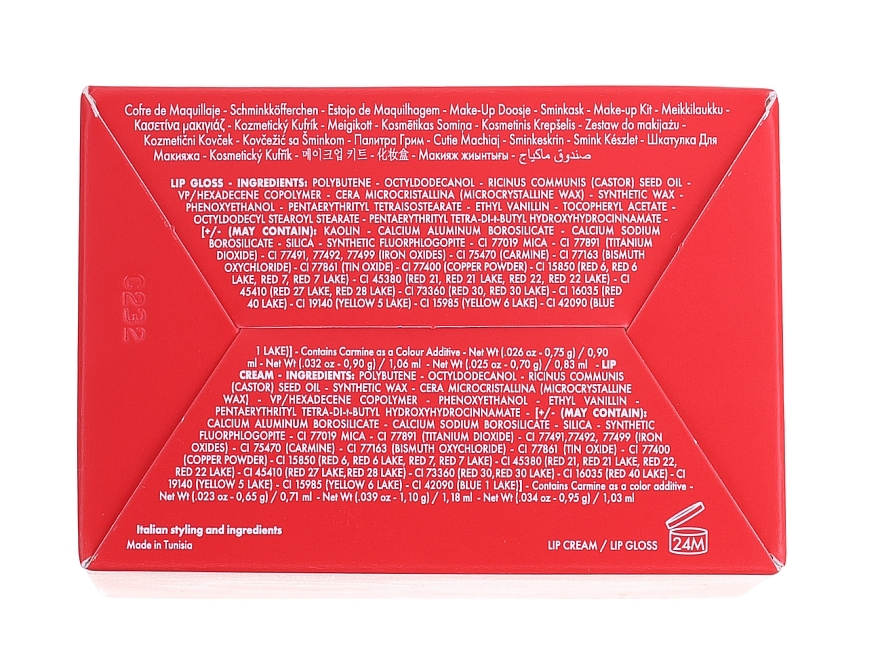 Cofre de Maquillaje - Schminkköfferchen - Estojo de Maquilhagem - Make-Up Doosje - Sminkask - Make-up Kit - Meikkilaukku -
Κασετίνα μακιγιάζ - Kozmetický Kufrík - Meigikott - Kosmētikas Somiņa - Kosmetinis Krepšelis - Zestaw do makijażu -
Kozmetični Kovček - Kovčežić sa Šminkom - Палитра Грим - Cutie Machiaj - Sminkeskrin - Smink Készlet - Шкатулка Для
Макияжа - Kosmetický Kufřík - 메이크업 키트 - 化妆盒 - Макияж жиынтығы - صندوق ماكياج
LIP GLOSS - INGREDIENTS: POLYBUTENE - OCTYLDODECANOL - RICINUS COMMUNIS (CASTOR) SEED OIL -
VP/HEXADECENE COPOLYMER - CERA MICROCRISTALLINA (MICROCRYSTALLINE WAX) - SYNTHETIC WAX -
PHENOXYETHANOL - PENTAERYTHRITYL TETRAISOSTEARATE - ETHYL VANILLIN - TOCOPHERYL ACETATE -
OCTYLDODECYL STEAROYL STEARATE - PENTAERYTHRITYL TETRA-DI-t-BUTYL HYDROXYHYDROCINNAMATE -
[+/- (MAY CONTAIN): KAOLIN - CALCIUM ALUMINUM BOROSILICATE - CALCIUM SODIUM
BOROSILICATE - SILICA - SYNTHETIC FLUORPHLOGOPITE - CI 77019 MICA - CI 77891 (TITANIUM
DIOXIDE) - CI 77491, 77492, 77499 (IRON OXIDES) - CI 75470 (CARMINE) - CI 77163 (BISMUTH
OXYCHLORIDE) - CI 77861 (TIN OXIDE) - CI 77400 (COPPER POWDER) - CI 15850 (RED 6, RED 6
LAKE, RED 7, RED 7 LAKE) - CI 45380 (RED 21, RED 21 LAKE, RED 22, RED 22 LAKE) - CI
45410 (RED 27 LAKE, RED 28 LAKE) - CI 73360 (RED 30, RED 30 LAKE) - CI 16035 (RED
40 LAKE) - CI 19140 (YELLOW 5 LAKE) - CI 15985 (YELLOW 6 LAKE) - CI 42090 (BLUE
C232
1 LAKE)] - Contains Carmine as a Colour Additive - Net Wt (.026 oz - 0,75 g) / 0,90
ml - Net Wt (.032 oz - 0,90 g) / 1,06 ml - Net Wt (.025 oz - 0,70 g) / 0,83 ml - LIP
CREAM - INGREDIENTS: POLYBUTENE - OCTYLDODECANOL - RICINUS COMMUNIS
(CASTOR) SEED OIL - SYNTHETIC WAX - CERA MICROCRISTALLINA (MICROCRYSTALLINE
WAX) - VP/HEXADECENE COPOLYMER - PHENOXYETHANOL - ETHYL VANILLIN -
PENTAERYTHRITYL TETRA-DI-t-BUTYL HYDROXYHYDROCINNAMATE - [+/- (MAY CONTAIN):
CALCIUM ALUMINUM BOROSILICATE - CALCIUM SODIUM BOROSILICATE - SILICA - SYNTHETIC
FLUORPHLOGOPITE - CI 77019 MICA - CI 77891 (TITANIUM DIOXIDE) - CI 77491,77492, 77499 (IRON
OXIDES) - CI 75470 (CARMINE) - CI 77163 (BISMUTH OXYCHLORIDE) - CI 77861 (TIN OXIDE) - CI 77400
(COPPER POWDER) - CI 15850 (RED 6, RED 6 LAKE, RED 7, RED 7 LAKE) - CI 45380 (RED 21, RED 21 LAKE, RED 22,
RED 22 LAKE) - CI 45410 (RED 27 LAKE,RED 28 LAKE) - CI 73360 (RED 30,RED 30 LAKE) - CI 16035 (RED 40 LAKE) - CI
19140 (YELLOW 5 LAKE) - CI 15985 (YELLOW 6 LAKE) - CI 42090 (BLUE 1 LAKE)] - Contains Carmine as a color additive -
Net Wt (.023 oz - 0,65 g) / 0,71 ml - Net Wt (.039 oz - 1,10 g) / 1,18 ml - Net Wt (.034 oz - 0,95 g) / 1,03 ml
Italian styling and ingredients
Made in Tunisia
LIP CREAM / LIP GLOSS
24M